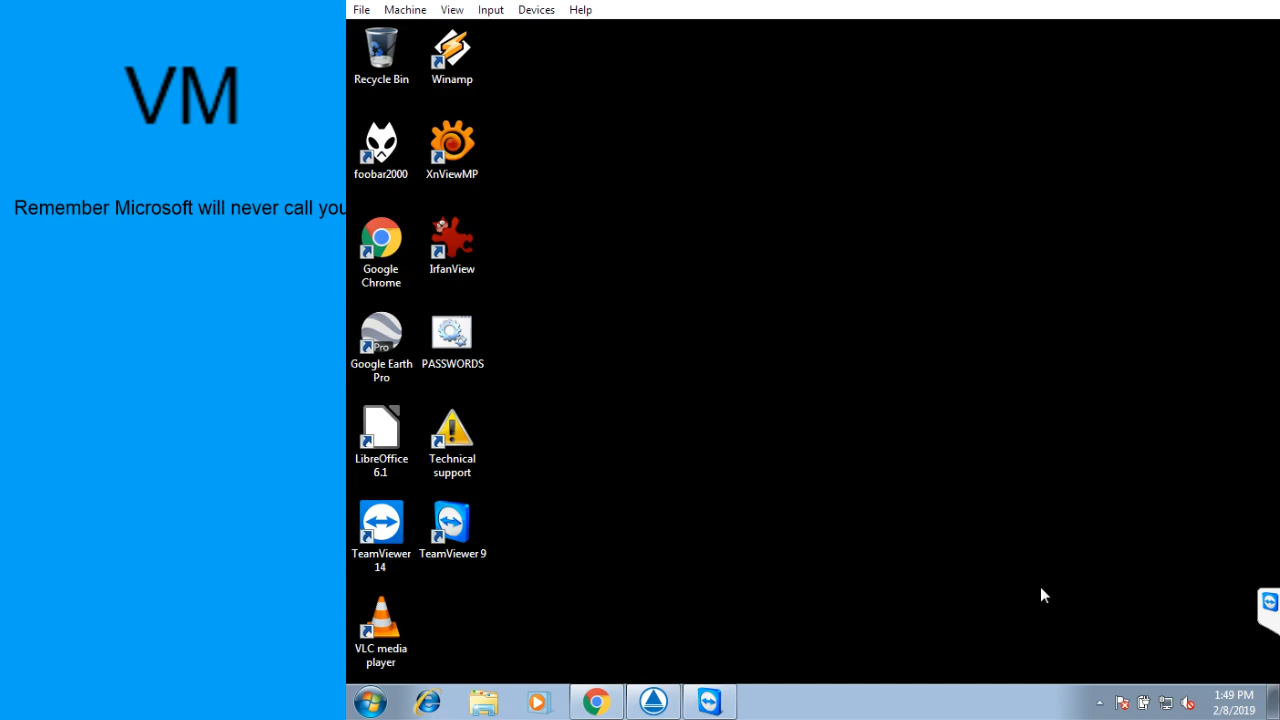 File Machine View Input Devices Help
VM
Remember Microsoft will never call you
Recycle Bin
Winamp
foobar2000
XnViewMP
Google
Chrome
IrfanView
Google Earth
Pro
Pro
PASSWORDS
LibreOffice
6.1
Technical
support
TeamViewer
14
TeamViewer 9
VLC media
player
1:49 PM
2/8/2019